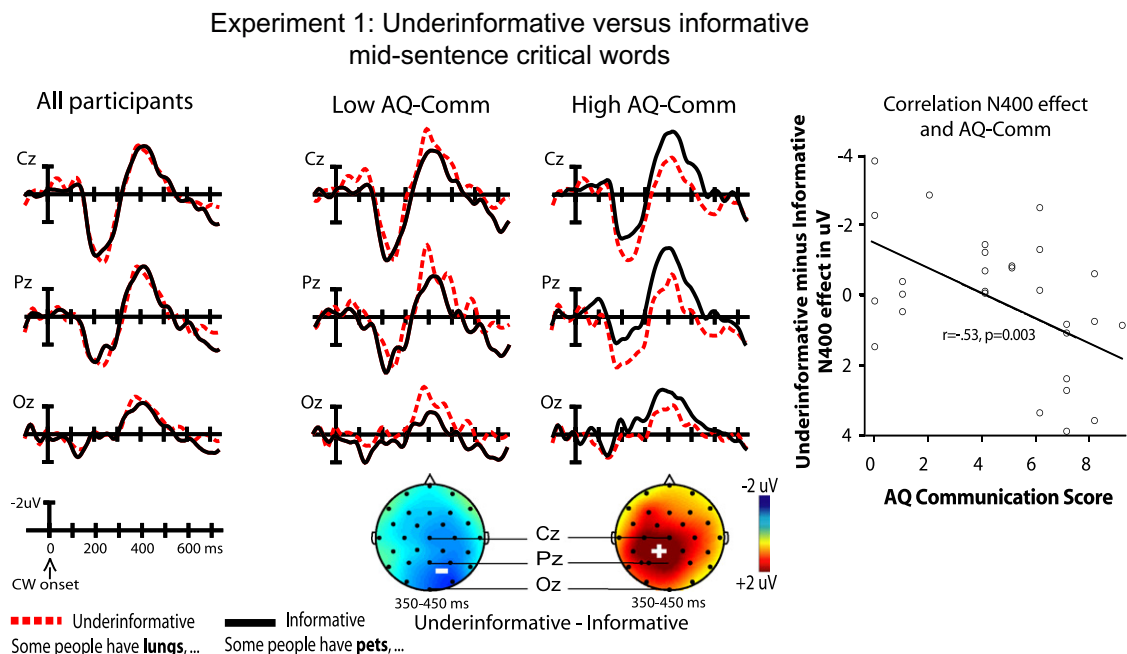 Experiment 1: Underinformative versus informative
mid-sentence critical words
All participants
Low AQ-Comm
High AQ-Comm
Correlation N400 effect
and AQ-Comm
Cz
Cz
Cz
Pz
Pz
Pz
Oz
Oz
Oz
-2uV
0 200 400 600 ms
CW onset
Underinformative
Some people have lungs, ...
Informative
Some people have pets, ...
-
+
Cz
Pz
Oz
350-450 ms
350-450 ms
Underinformative - Informative
-2 uV
+2 uV
Underinformative minus Informative
N400 effect in uV
-4
-2
0
2
4
r=-.53, p=0.003
0 2 4 6 8
AQ Communication Score